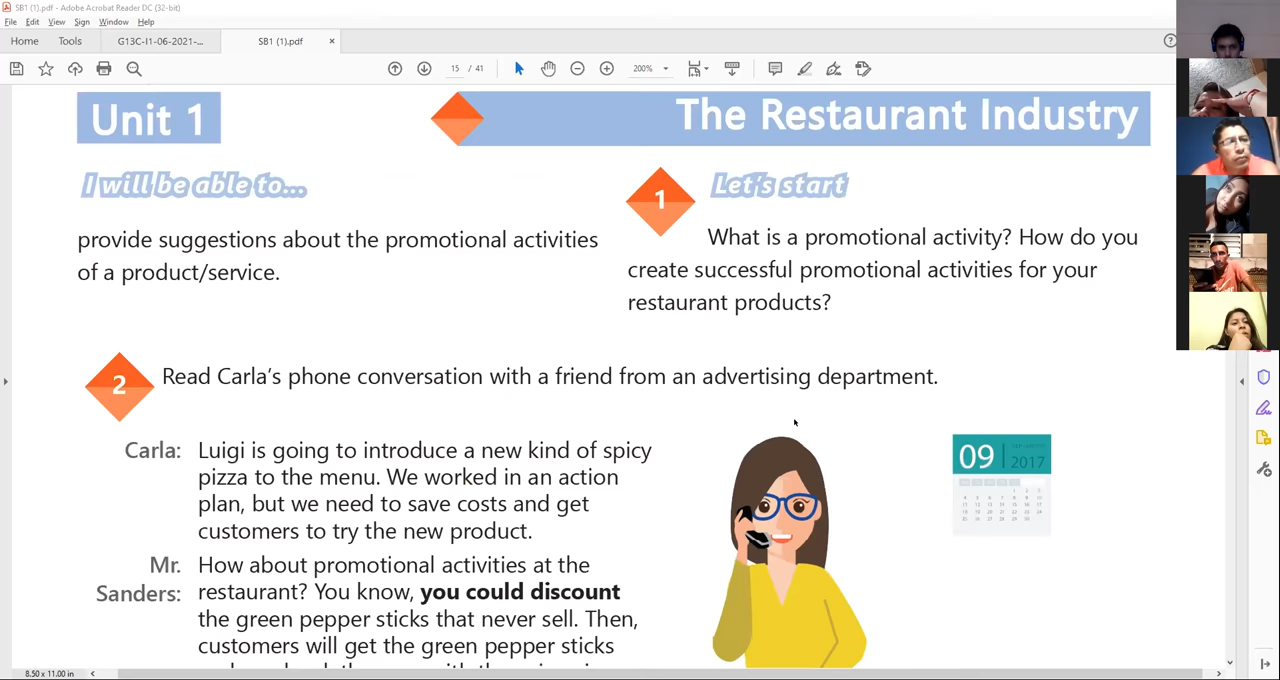 SB1 (1).pdf - Adobe Acrobat Reader DC (32-bit)
File Edit View Sign Window Help
Home Tools G13C-I1-06-2021-... SB1 (1).pdf ×
15 / 41 200%
Unit 1
The Restaurant Industry
I will be able to...
provide suggestions about the promotional activities
of a product/service.
1
Let's start
What is a promotional activity? How do you
create successful promotional activities for your
restaurant products?
2
Read Carla's phone conversation with a friend from an advertising department.
Carla: Luigi is going to introduce a new kind of spicy
pizza to the menu. We worked in an action
plan, but we need to save costs and get
customers to try the new product.
Mr. How about promotional activities at the
Sanders: restaurant? You know, you could discount
the green pepper sticks that never sell. Then,
customers will get the green pepper sticks
09 2017
8.50 x 11.00 in